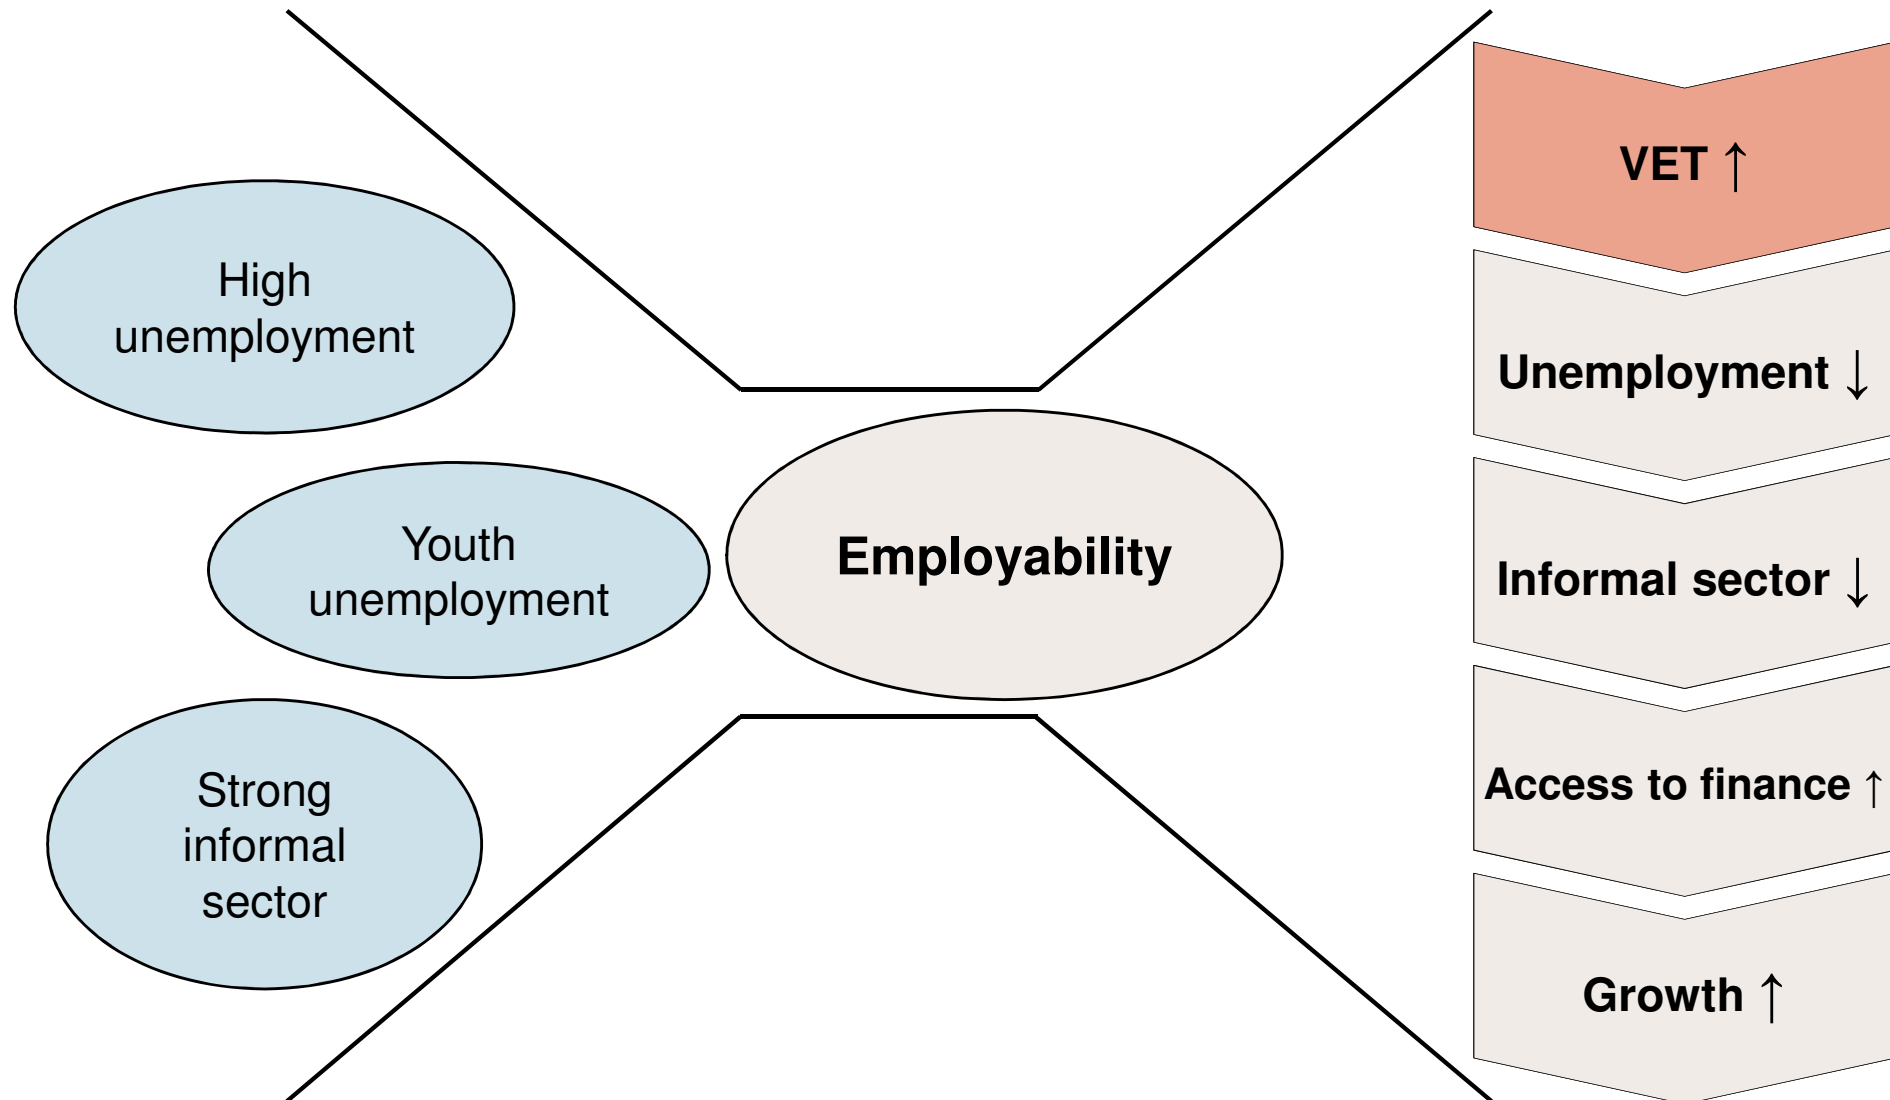 High
unemployment
Youth
unemployment
Strong
informal
sector
Employability
VET ↑
Unemployment ↓
Informal sector ↓
Access to finance ↑
Growth ↑